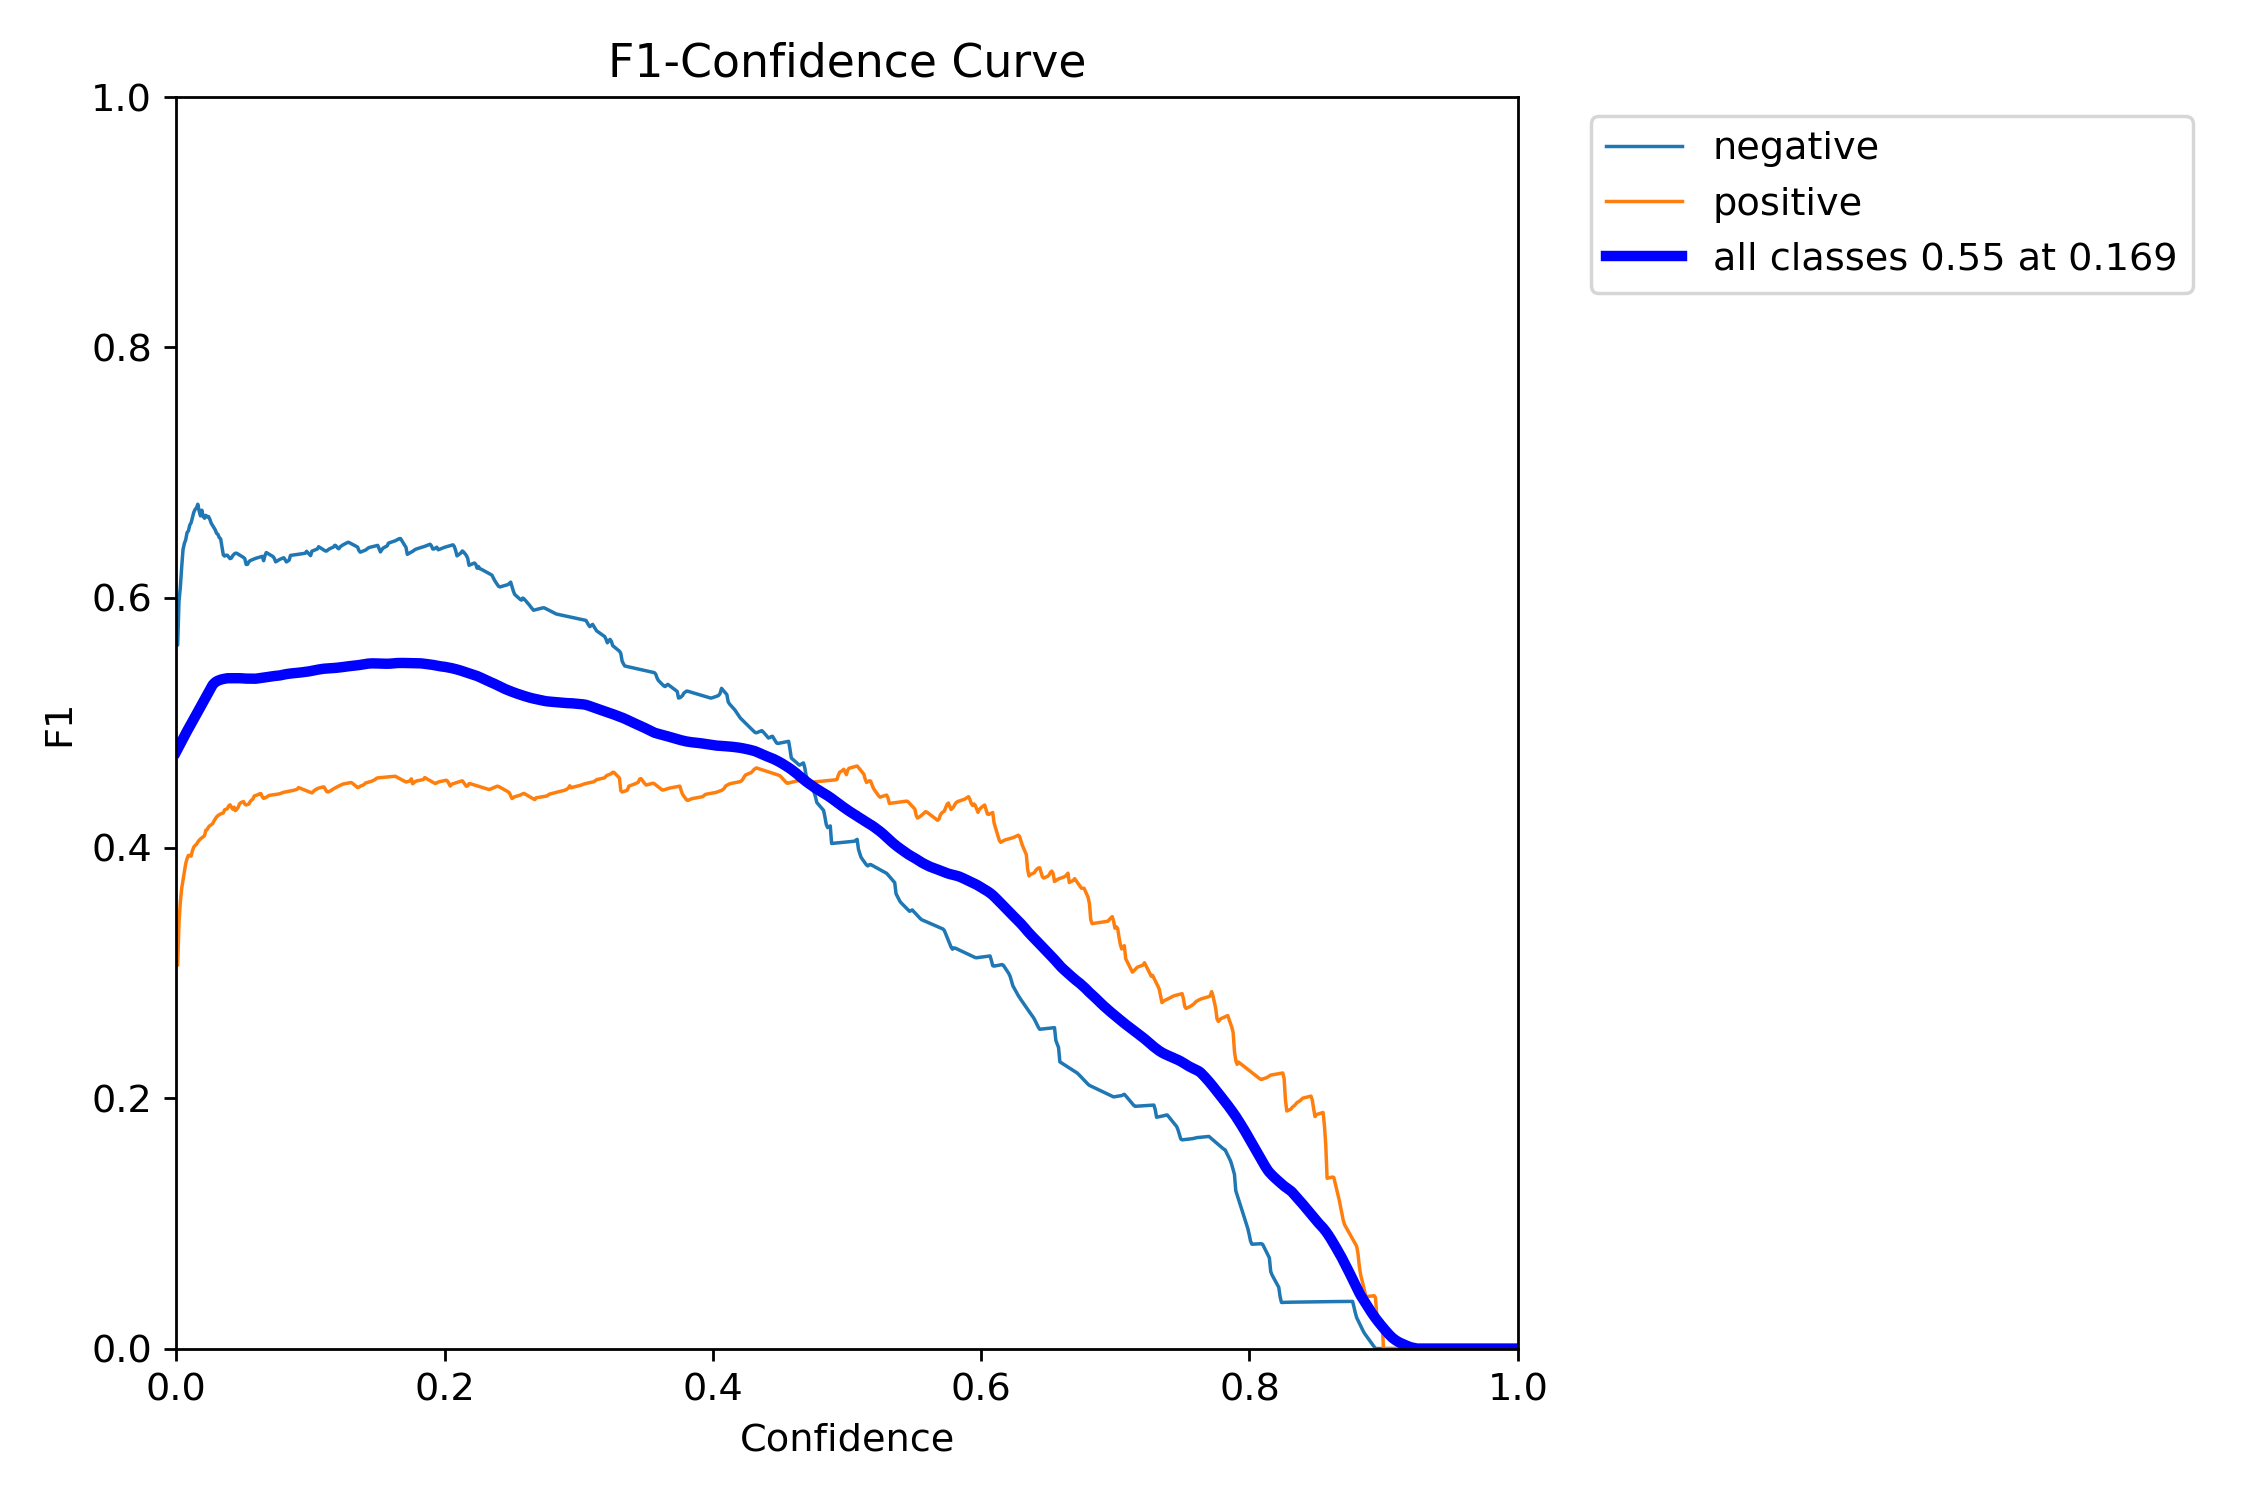 F1-Confidence Curve
1.0
0.8
0.6
0.4
0.2
0.0
F1
0.0 0.2 0.4 0.6 0.8 1.0
Confidence
negative
positive
all classes 0.55 at 0.169